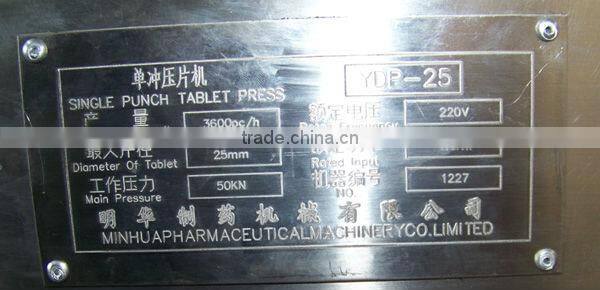 单冲压片机
SINGLE PUNCH TABLET PRESS
YDP-25
产 量 3600pc/h
额定电压 220V
trade.china.cn
最大片径 25mm
Diameter Of Tablet
Rated Input
工作压力 50KN
Main Pressure
机器编号 1227
NO.
明华制药机械有限公司
MINHUAPHARMACEUTICALMACHINERYCO.LIMITED